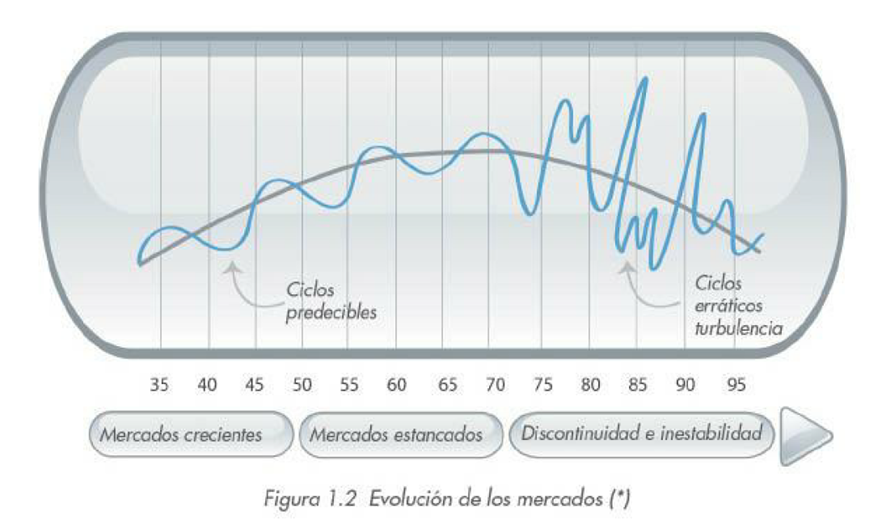 Ciclos
predecibles
Ciclos
erráticos
turbulencia
35 40 45 50 55 60 65 70 75 80 85 90 95
Mercados crecientes Mercados estancados Discontinuidad e inestabilidad
Figura 1.2 Evolución de los mercados (*)